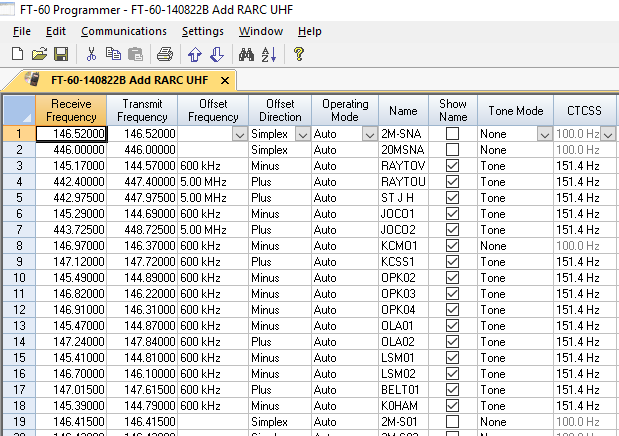 FT-60 Programmer - FT-60-140822B Add RARC UHF
File Edit Communications Settings Window Help
FT-60-140822B Add RARC UHF
Receive Frequency Transmit Frequency Offset Frequency Offset Direction Operating Mode Name Show Name Tone Mode CTCSS
1 146.52000 146.52000 Simplex Auto 2M-SNA None 100.0 Hz
2 446.00000 446.00000 Simplex Auto 20MSNA None 100.0 Hz
3 145.17000 144.57000 600 kHz Minus Auto RAYTOV Tone 151.4 Hz
4 442.40000 447.40000 5.00 MHz Plus Auto RAYTOU Tone 151.4 Hz
5 442.97500 447.97500 5.00 MHz Plus Auto ST J H Tone 151.4 Hz
6 145.29000 144.69000 600 kHz Minus Auto JOCO1 Tone 151.4 Hz
7 443.72500 448.72500 5.00 MHz Plus Auto JOCO2 Tone 151.4 Hz
8 146.97000 146.37000 600 kHz Minus Auto KCMO1 None 100.0 Hz
9 147.12000 147.72000 600 kHz Plus Auto KCSS1 Tone 151.4 Hz
10 145.49000 144.89000 600 kHz Minus Auto OPK02 Tone 151.4 Hz
11 146.82000 146.22000 600 kHz Minus Auto OPK03 Tone 151.4 Hz
12 146.91000 146.31000 600 kHz Minus Auto OPK04 Tone 151.4 Hz
13 145.47000 144.87000 600 kHz Minus Auto OLA01 Tone 151.4 Hz
14 147.24000 147.84000 600 kHz Plus Auto OLA02 Tone 151.4 Hz
15 145.41000 144.81000 600 kHz Minus Auto LSM01 Tone 151.4 Hz
16 146.70000 146.10000 600 kHz Minus Auto LSM02 Tone 151.4 Hz
17 147.01500 147.61500 600 kHz Plus Auto BELT01 Tone 151.4 Hz
18 145.39000 144.79000 600 kHz Minus Auto K0HAM Tone 151.4 Hz
19 146.41500 146.41500 Simplex Auto 2M-S01 None 100.0 Hz